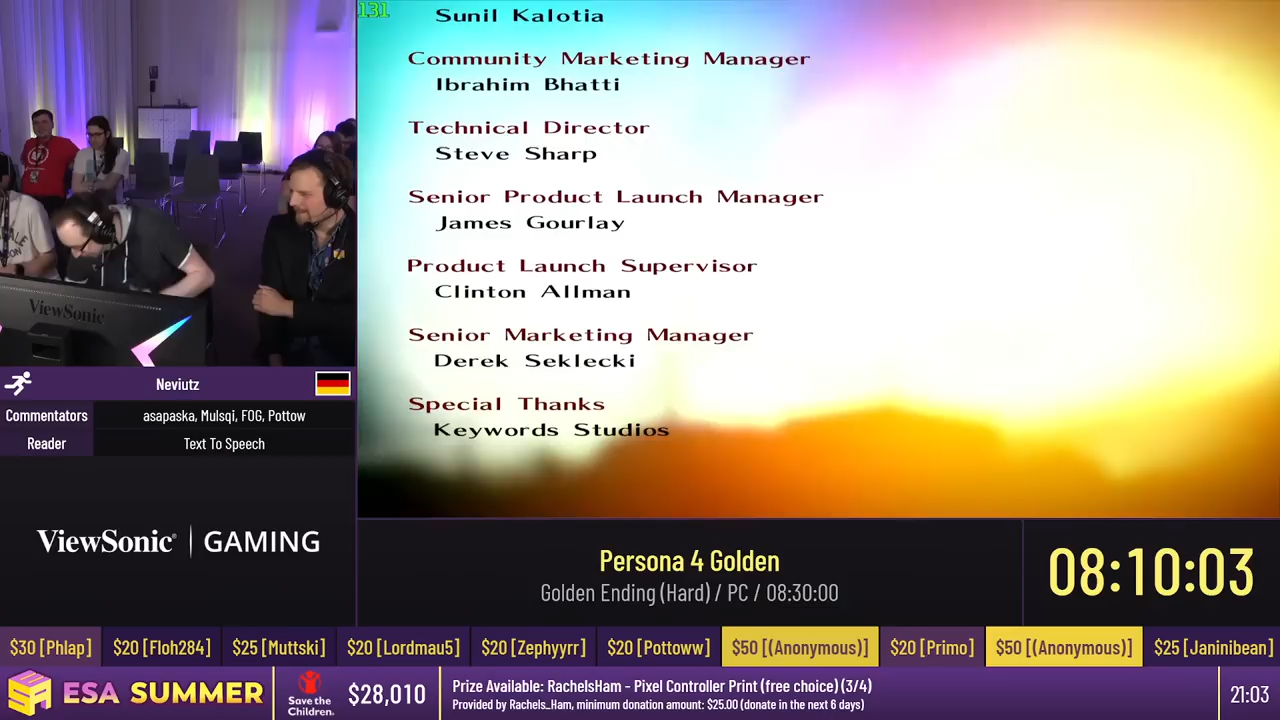 131
Sunil Kalotia
Community Marketing Manager
Ibrahim Bhatti
Technical Director
Steve Sharp
Senior Product Launch Manager
James Gourlay
Product Launch Supervisor
Clinton Allman
Senior Marketing Manager
Derek Seklecki
Special Thanks
Keywords Studios
ViewSonic
Neviutz
Commentators asapaska, Mulsqi, FOG, Pottow
Reader Text To Speech
ViewSonic | GAMING
Persona 4 Golden
Golden Ending (Hard) / PC / 08:30:00
08:10:03
$30 [Phlap] $20 [Floh284] $25 [Muttski] $20 [Lordmau5] $20 [Zephyyrr] $20 [Pottoww] $50 [(Anonymous)] $20 [Primo] $50 [(Anonymous)] $25 [Janinibean]
ESA SUMMER
Save the
Children.
$28,010
Prize Available: RachelsHam - Pixel Controller Print (free choice) (3/4)
Provided by Rachels_Ham, minimum donation amount: $25.00 (donate in the next 6 days)
21:03